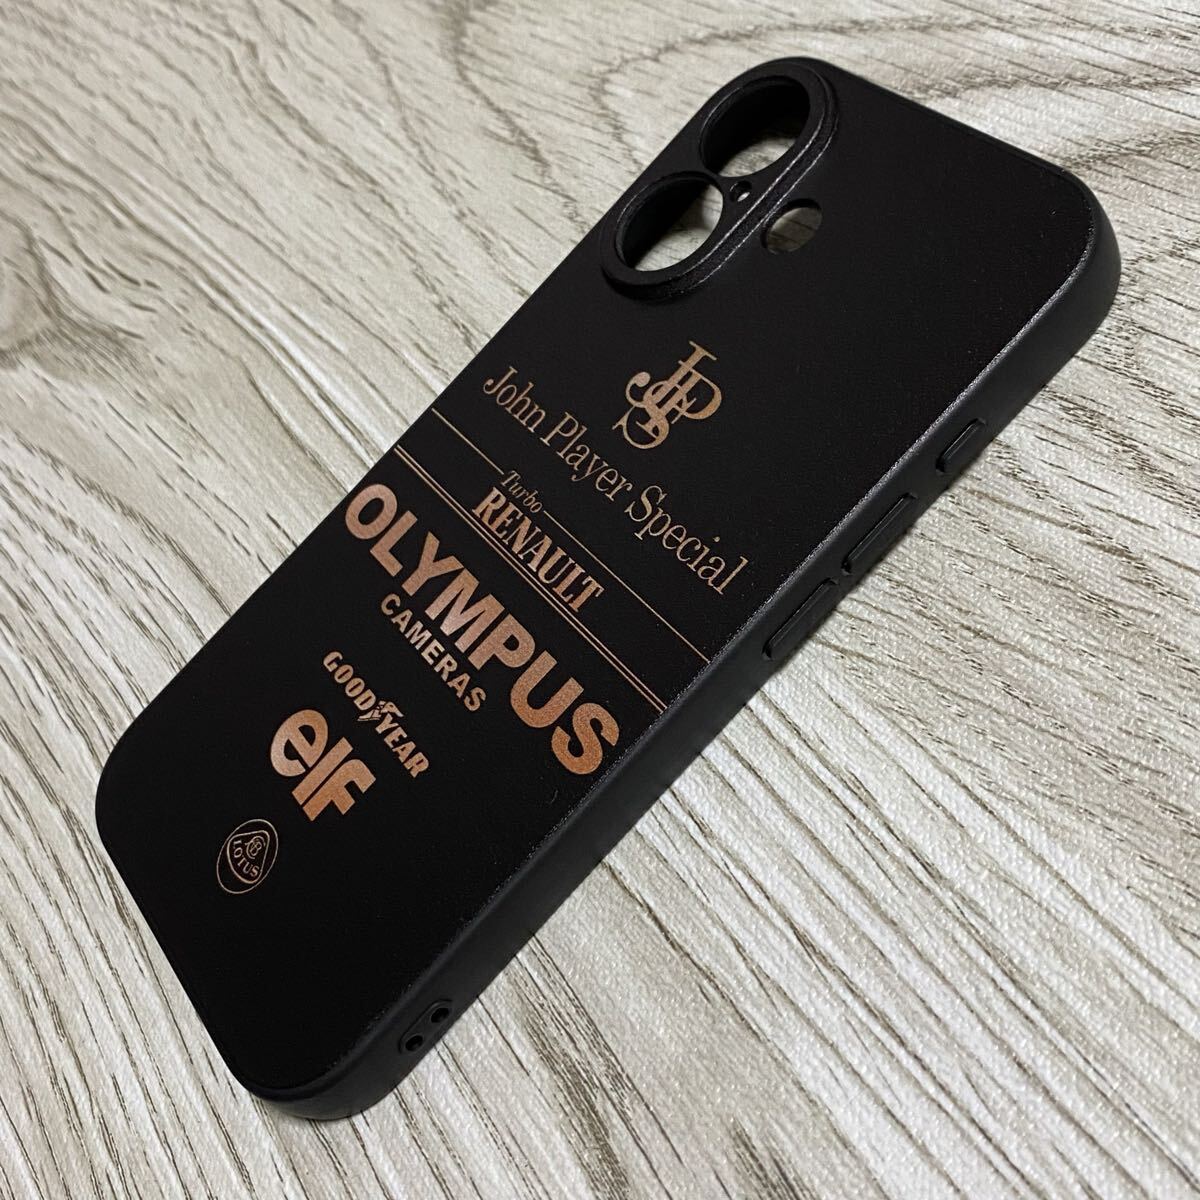 JPS
John Player Special
Turbo
RENAULT
OLYMPUS
CAMERAS
GOODYEAR
elf
LOTUS